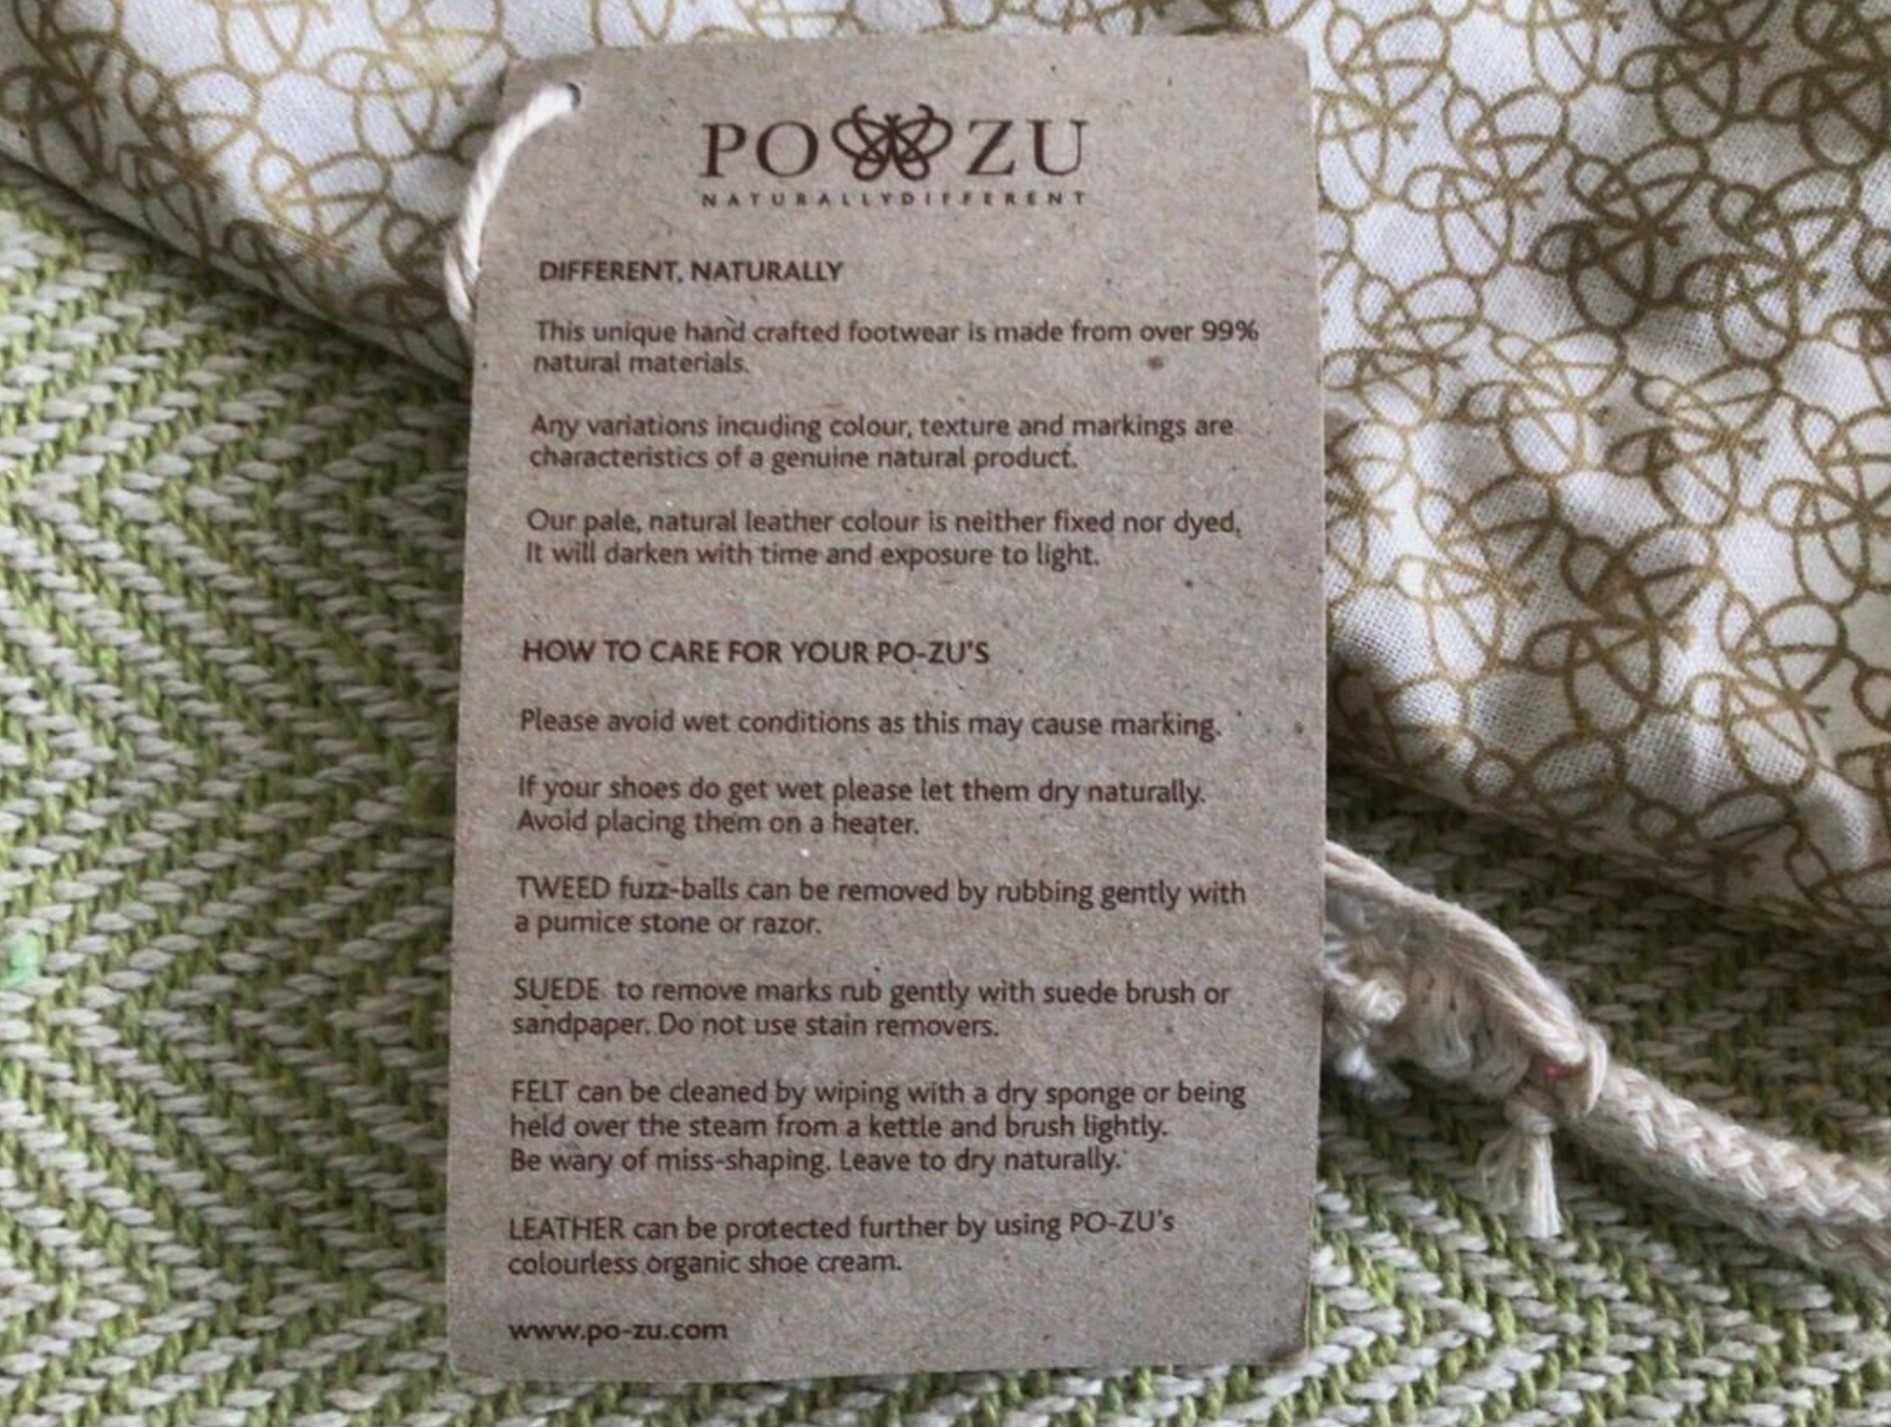 PO ZU
NATURALLYDIFFERENT
DIFFERENT, NATURALLY
This unique hand crafted footwear is made from over 99%
natural materials.
Any variations incuding colour, texture and markings are
characteristics of a genuine natural product.
Our pale, natural leather colour is neither fixed nor dyed,
It will darken with time and exposure to light.
HOW TO CARE FOR YOUR PO-ZU'S
Please avoid wet conditions as this may cause marking.
If your shoes do get wet please let them dry naturally.
Avoid placing them on a heater.
TWEED fuzz-balls can be removed by rubbing gently with
a pumice stone or razor.
SUEDE to remove marks rub gently with suede brush or
sandpaper. Do not use stain removers.
FELT can be cleaned by wiping with a dry sponge or being
held over the steam from a kettle and brush lightly.
Be wary of miss-shaping. Leave to dry naturally.
LEATHER can be protected further by using PO-ZU's
colourless organic shoe cream.
www.po-zu.com